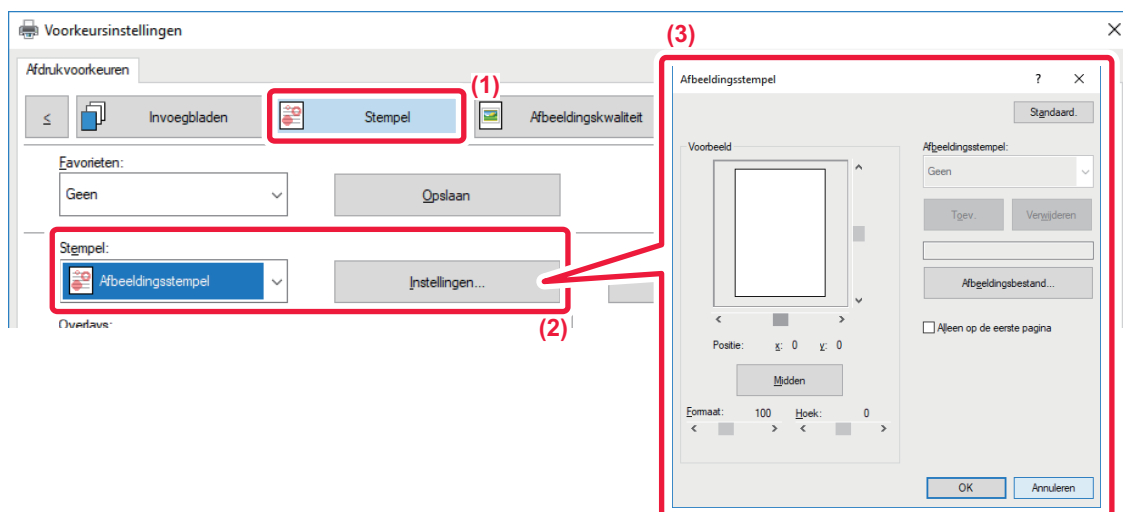 Voorkeursinstellingen
(3)
Afdrukvoorkeuren
(1)
≤ Invoegbladen Stempel Afbeeldingskwaliteit
Favorieten:
Geen
Opslaan
Stempel:
Afbeeldingsstempel
Instellingen...
(2)
Overlays:
Afbeeldingsstempel ?
Standaard.
Voorbeeld
Positie: x: 0 y: 0
Midden
Formaat: 100 Hoek: 0
Afbeeldingsstempel:
Geen
Toev. Verwijderen
Afbeeldingsbestand...
Alleen op de eerste pagina
OK Annuleren